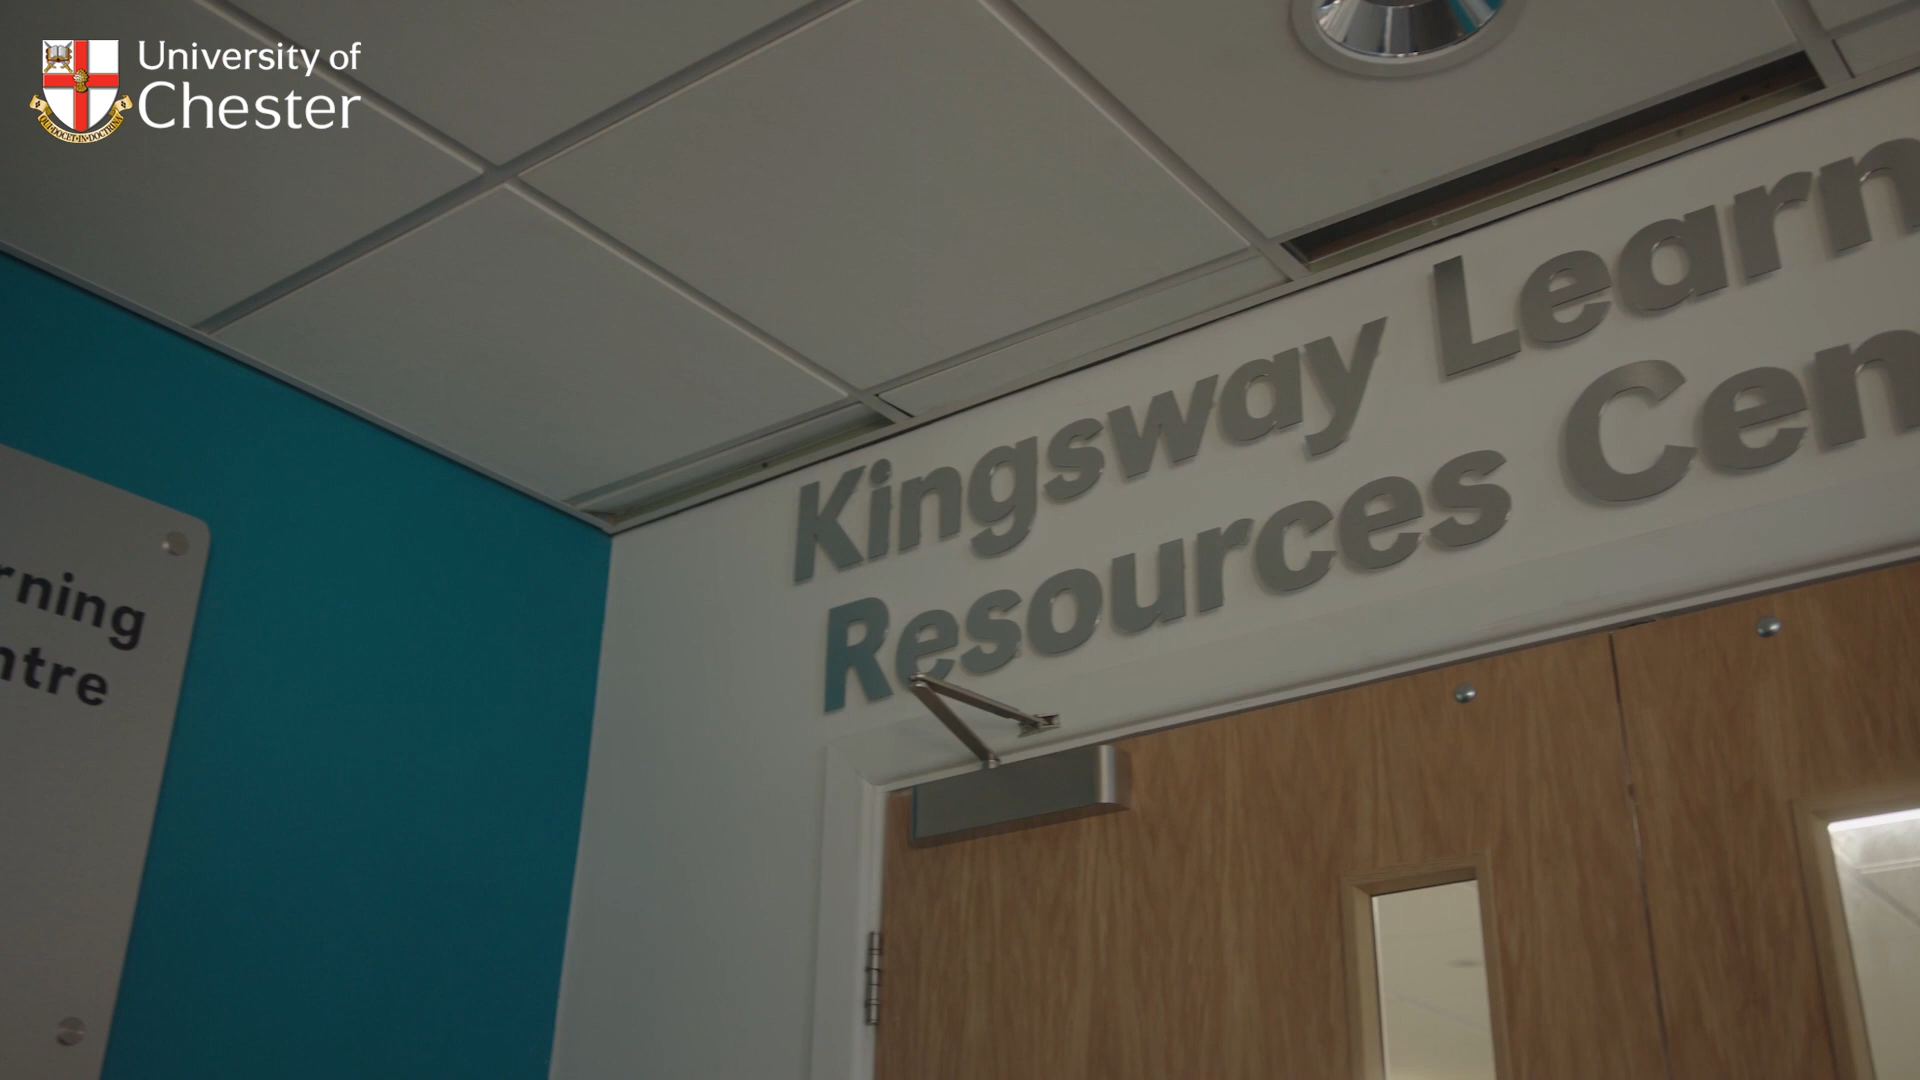 University of
Chester
Kingsway Learn
Resources Cen
rning
ntre